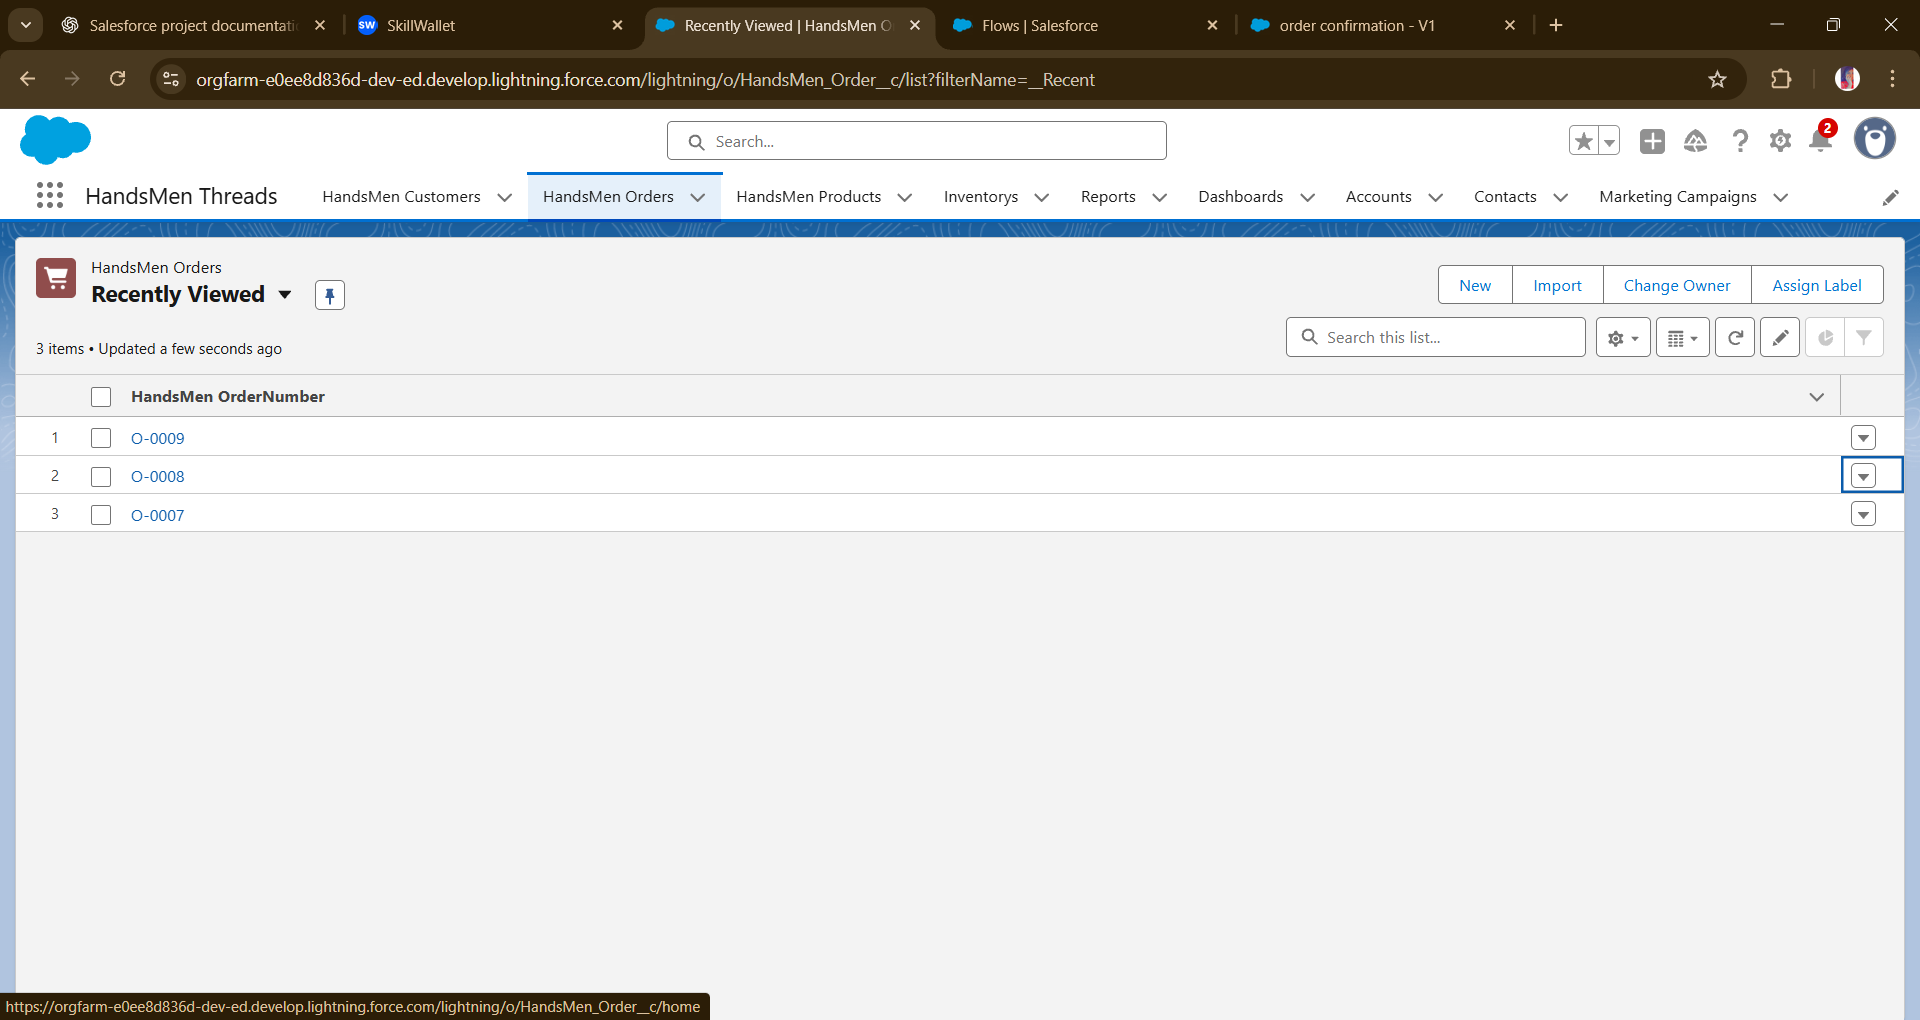 Salesforce project documentati
SkillWallet
Recently Viewed | HandsMen O
Flows | Salesforce
order confirmation - V1
orgfarm-e0ee8d836d-dev-ed.develop.lightning.force.com/lightning/o/HandsMen_Order__c/list?filterName=__Recent
Search...
2
HandsMen Threads
HandsMen Customers
HandsMen Orders
HandsMen Products
Inventorys
Reports
Dashboards
Accounts
Contacts
Marketing Campaigns
HandsMen Orders
Recently Viewed
New
Import
Change Owner
Assign Label
3 items • Updated a few seconds ago
Search this list...
HandsMen OrderNumber
1 O-0009
2 O-0008
3 O-0007
https://orgfarm-e0ee8d836d-dev-ed.develop.lightning.force.com/lightning/o/HandsMen_Order__c/home